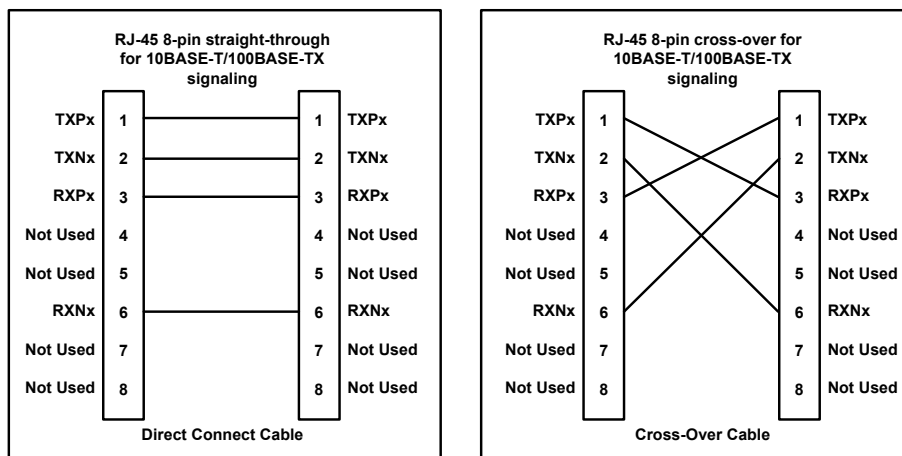 RJ-45 8-pin straight-through
for 10BASE-T/100BASE-TX
signaling
TXPx 1 1 TXPx
TXNx 2 2 TXNx
RXPx 3 3 RXPx
Not Used 4 4 Not Used
Not Used 5 5 Not Used
RXNx 6 6 RXNx
Not Used 7 7 Not Used
Not Used 8 8 Not Used
Direct Connect Cable
RJ-45 8-pin cross-over for
10BASE-T/100BASE-TX
signaling
TXPx 1 1 TXPx
TXNx 2 2 TXNx
RXPx 3 3 RXPx
Not Used 4 4 Not Used
Not Used 5 5 Not Used
RXNx 6 6 RXNx
Not Used 7 7 Not Used
Not Used 8 8 Not Used
Cross-Over Cable